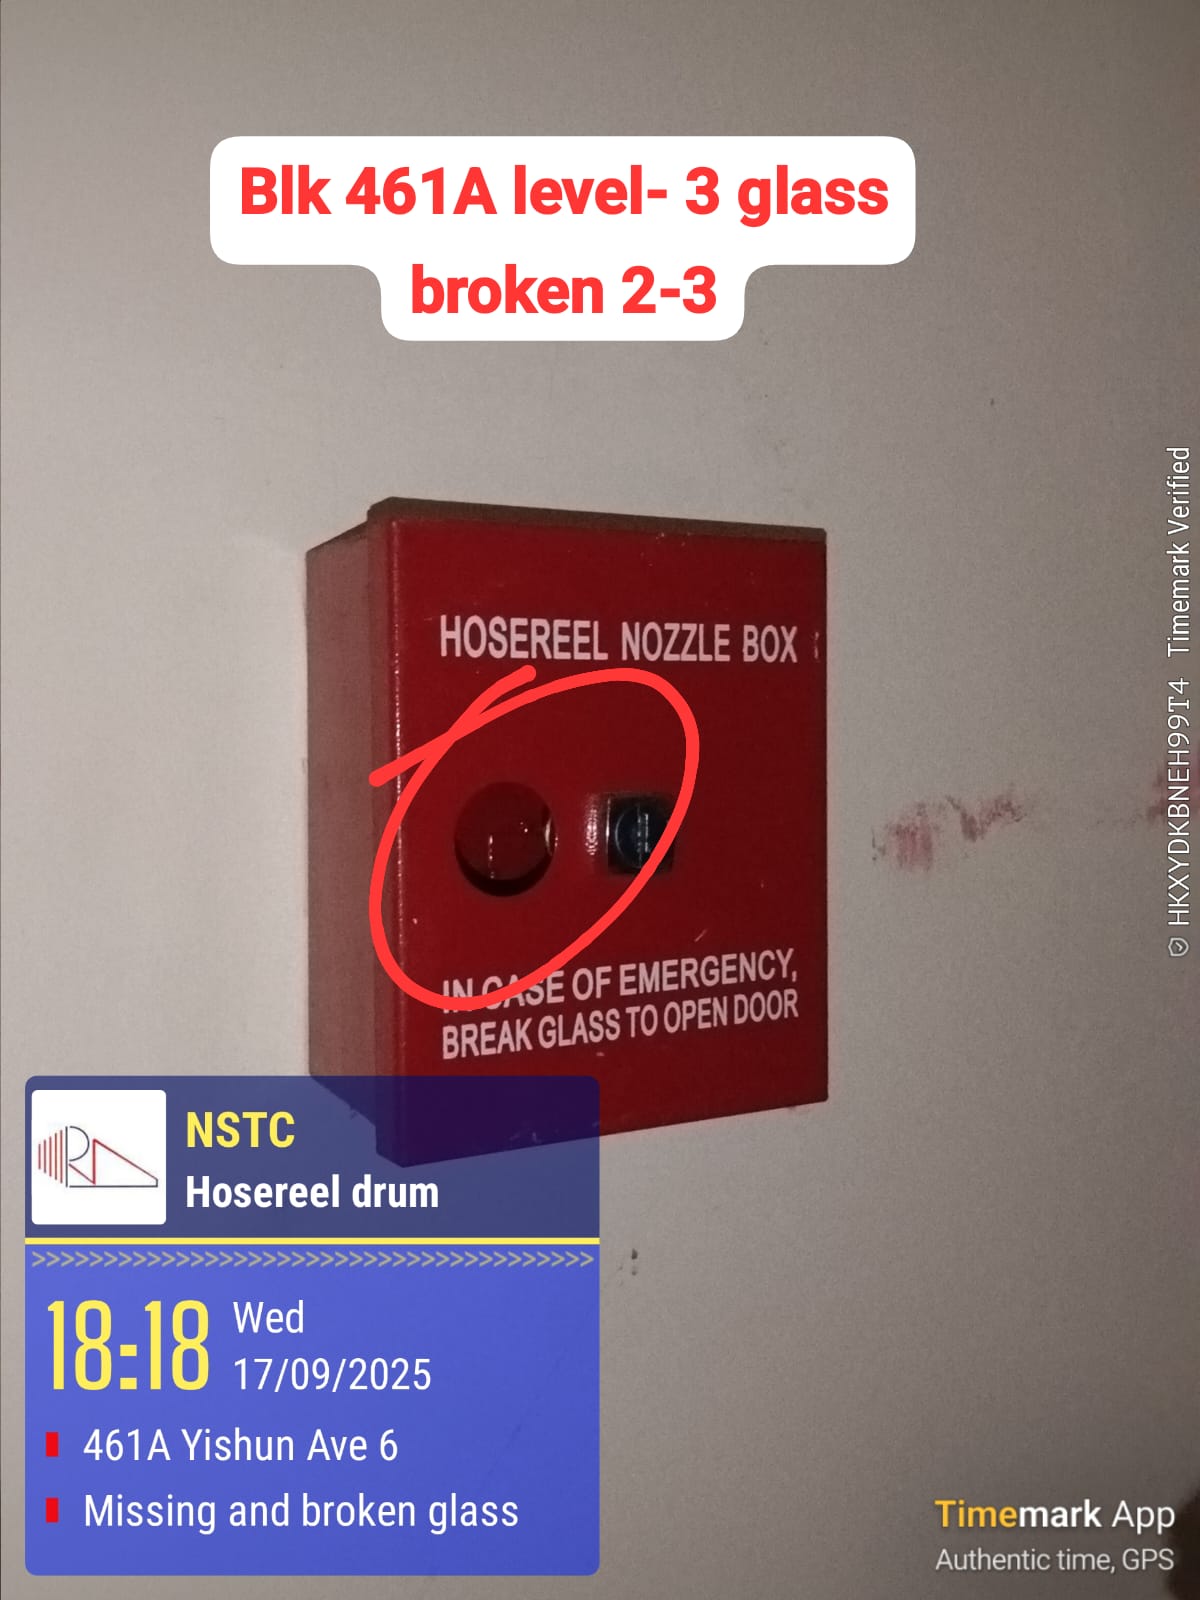 Blk 461A level- 3 glass
broken 2-3
HOSEREEL NOZZLE BOX
IN CASE OF EMERGENCY,
BREAK GLASS TO OPEN DOOR
NSTC
Hosereel drum
>>>>>>>>>>>>>>>>>>>>>>>>>>>>>>>>>>>>>>>
18:18
Wed
17/09/2025
461A Yishun Ave 6
Missing and broken glass
Timemark App
Authentic time, GPS
HKXYDKBNEH99T4 Timemark Verified